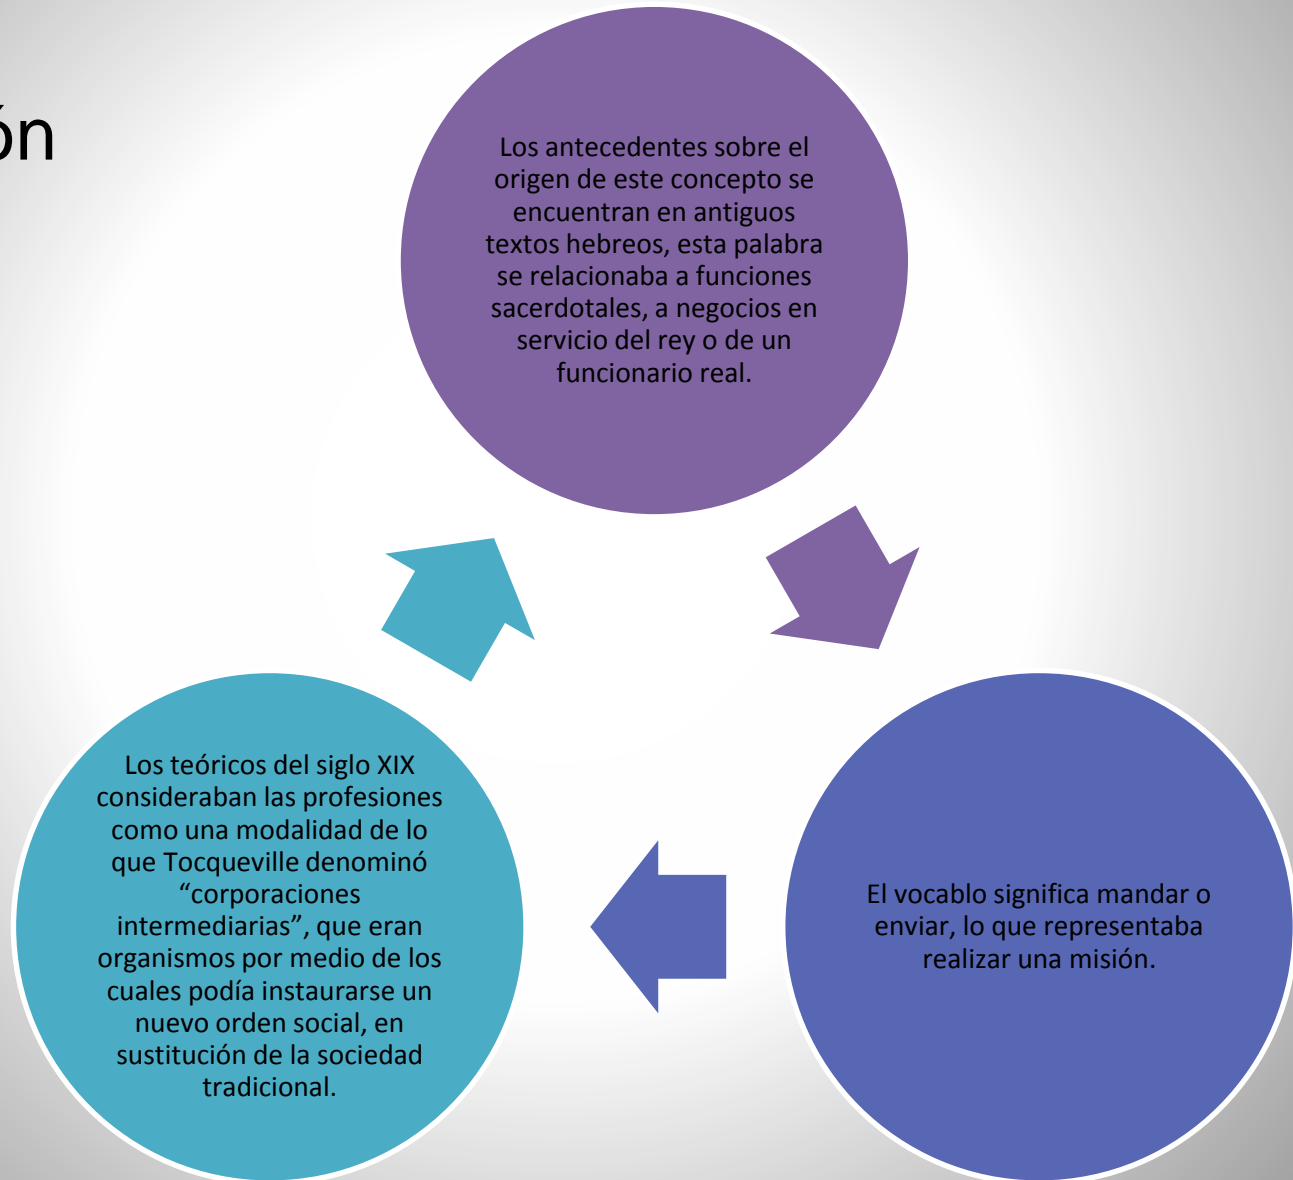 ón
Los antecedentes sobre el
origen de este concepto se
encuentran en antiguos
textos hebreos, esta palabra
se relacionaba a funciones
sacerdotales, a negocios en
servicio del rey o de un
funcionario real.
El vocablo significa mandar o
enviar, lo que representaba
realizar una misión.
Los teóricos del siglo XIX
consideraban las profesiones
como una modalidad de lo
que Tocqueville denominó
“corporaciones
intermediarias”, que eran
organismos por medio de los
cuales podía instaurarse un
nuevo orden social, en
sustitución de la sociedad
tradicional.